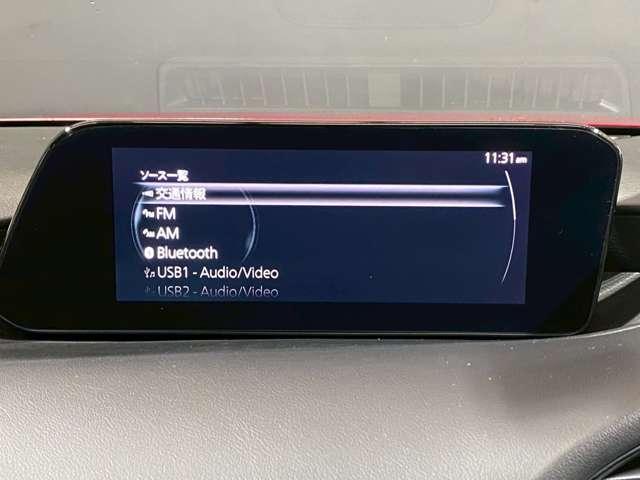 11:31am
ソース一覧
交通情報
FM
AM
Bluetooth
USB1 - Audio/Video
USB2 - Audio/Video